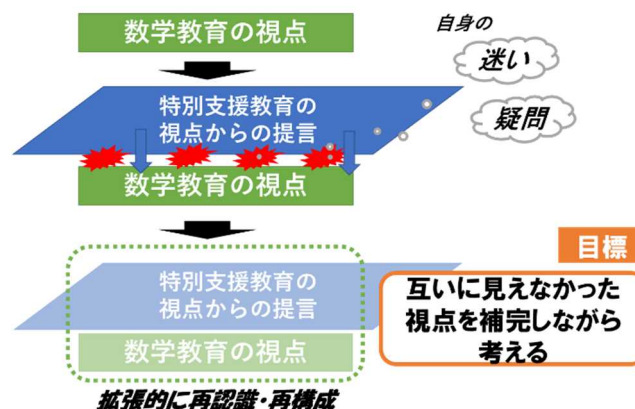 数学教育の視点
自身の
迷い
特別支援教育の
視点からの提言
疑問
数学教育の視点
目標
特別支援教育の
視点からの提言
互いに見えなかった
視点を補完しながら
考える
数学教育の視点
拡張的に再認識・再構成